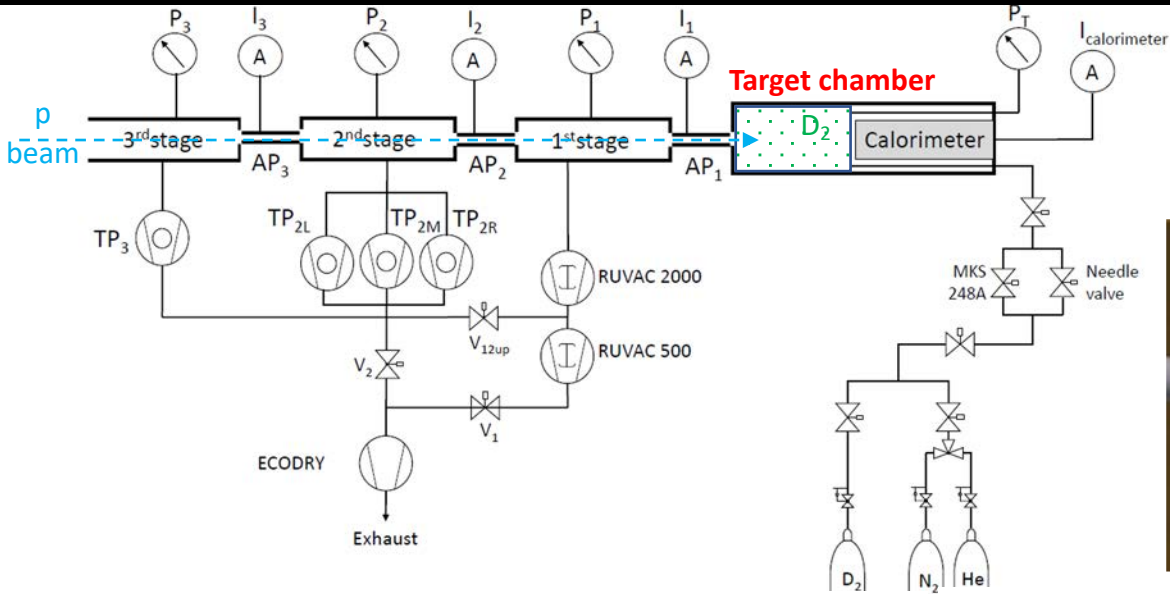 P3 I3 P2 I2 P1 I1 PT
Icalorimeter
A A A A
Target chamber
p
beam
3rd stage 2nd stage 1st stage D2
Calorimeter
AP3 AP2 AP1
TP3 TP2L TP2M TP2R
RUVAC 2000
MKS
248A
Needle
valve
V12up
RUVAC 500
V2
V1
ECODRY
Exhaust
D2 N2 He